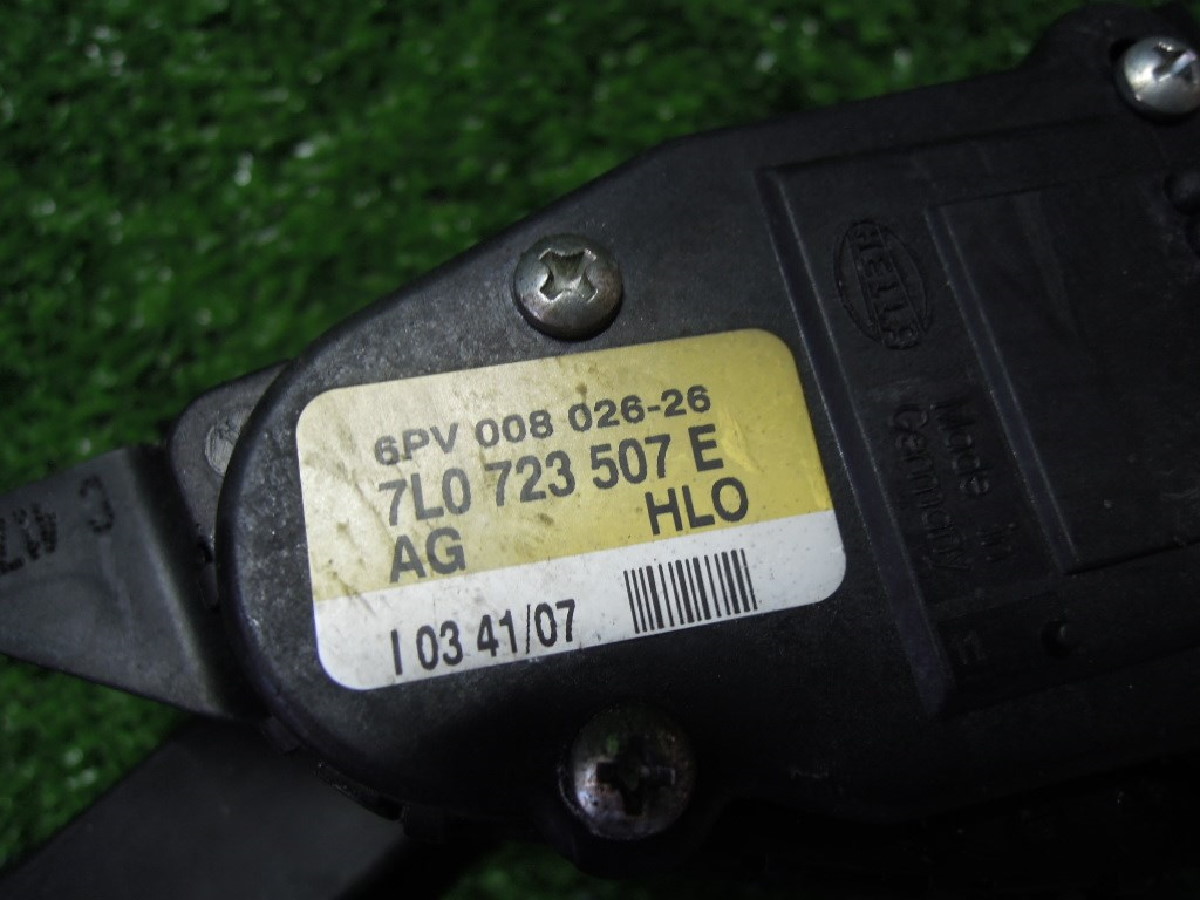 6PV 008 026-26
7L0 723 507 E
AG HLO
I 03 41/07
HELLA
Made in
Germany